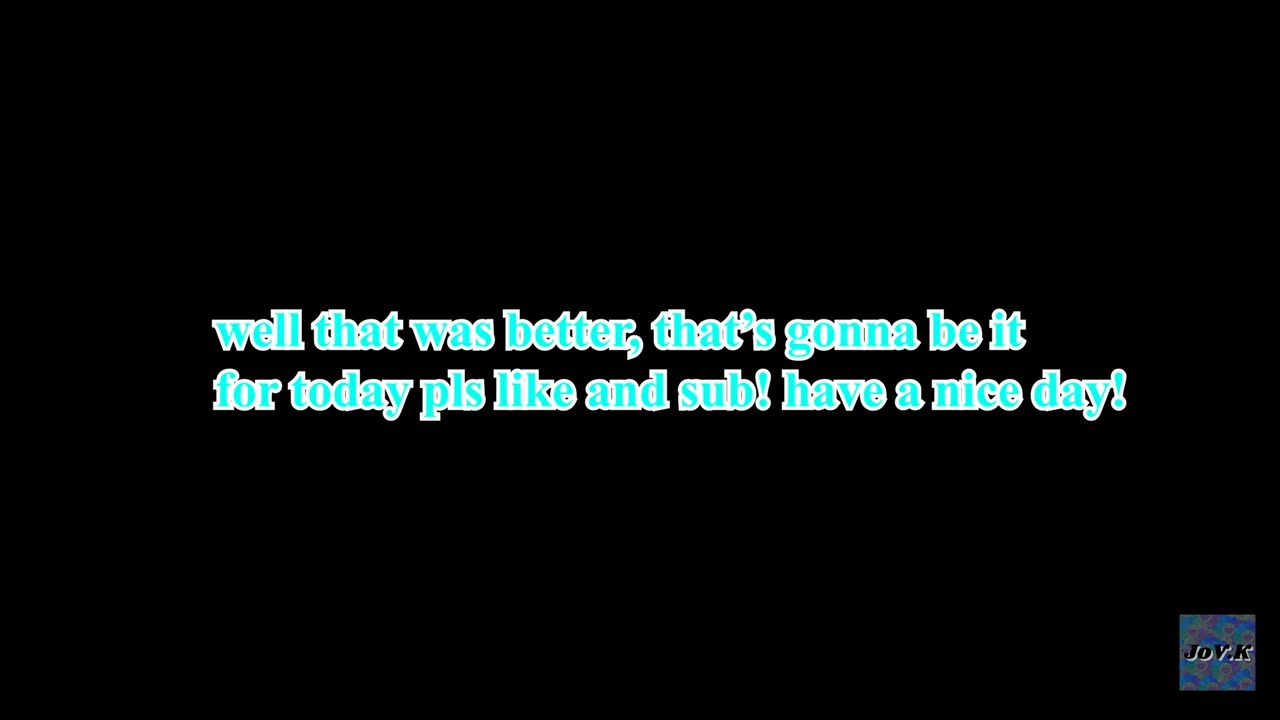 well that was better, that’s gonna be it
for today pls like and sub! have a nice day!
JoV.K